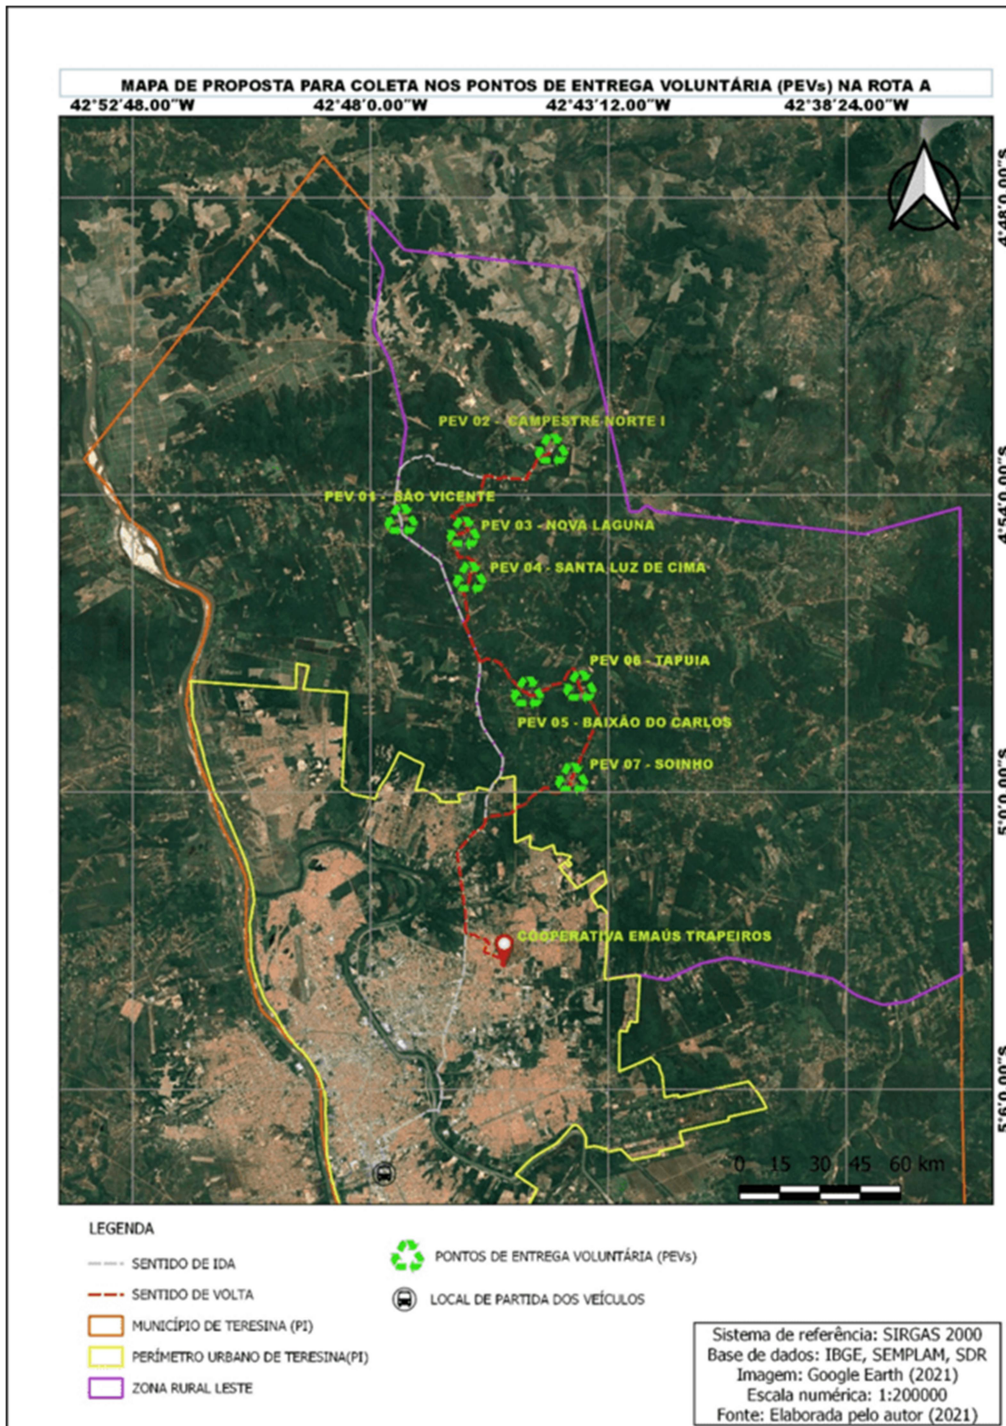 MAPA DE PROPOSTA PARA COLETA NOS PONTOS DE ENTREGA VOLUNTÁRIA (PEVs) NA ROTA A
42°52'48.00"W 42°48'0.00"W 42°43'12.00"W 42°38'24.00"W
4°48'0.00"S
PEV 02 - CAMPESTRE NORTE I
4°54'0.00"S
PEV 01 - SÃO VICENTE
PEV 03 - NOVA LAGUNA
PEV 04 - SANTA LUZ DE CIMA
PEV 06 - TAPUIA
PEV 05 - BAIXÃO DO CARLOS
PEV 07 - SOINHO
5°0'0.00"S
COOPERATIVA EMAÚS TRAPEIROS
5°6'0.00"S
0 15 30 45 60 km
LEGENDA
SENTIDO DE IDA
SENTIDO DE VOLTA
MUNICÍPIO DE TERESINA (PI)
PERÍMETRO URBANO DE TERESINA(PI)
ZONA RURAL LESTE
PONTOS DE ENTREGA VOLUNTÁRIA (PEVs)
LOCAL DE PARTIDA DOS VEÍCULOS
Sistema de referência: SIRGAS 2000
Base de dados: IBGE, SEMPLAM, SDR
Imagem: Google Earth (2021)
Escala numérica: 1:200000
Fonte: Elaborada pelo autor (2021)